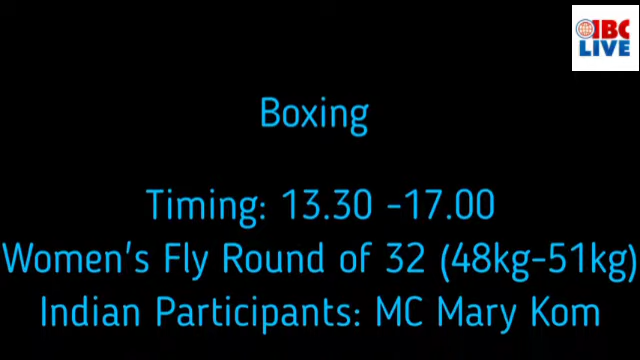 IBC
LIVE
Boxing
Timing: 13.30 -17.00
Women's Fly Round of 32 (48kg-51kg)
Indian Participants: MC Mary Kom